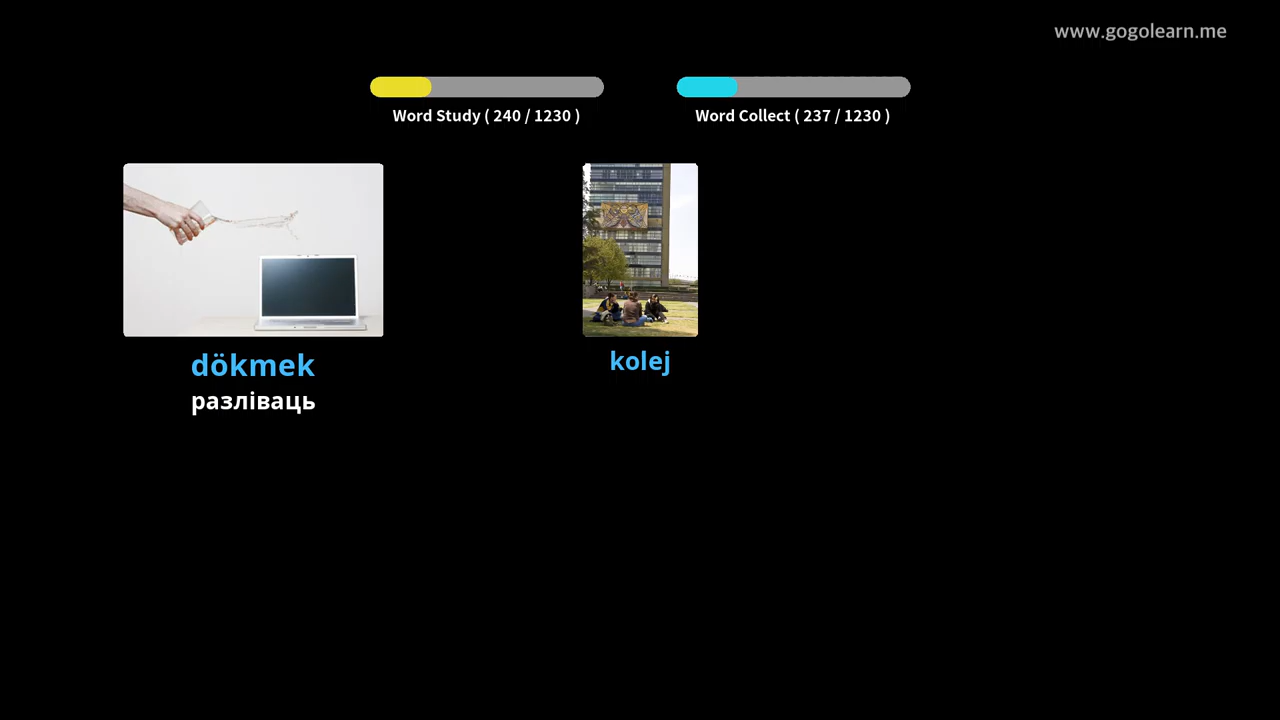 www.gogolearn.me
Word Study ( 240 / 1230 )
Word Collect ( 237 / 1230 )
dökmek
разліваць
kolej